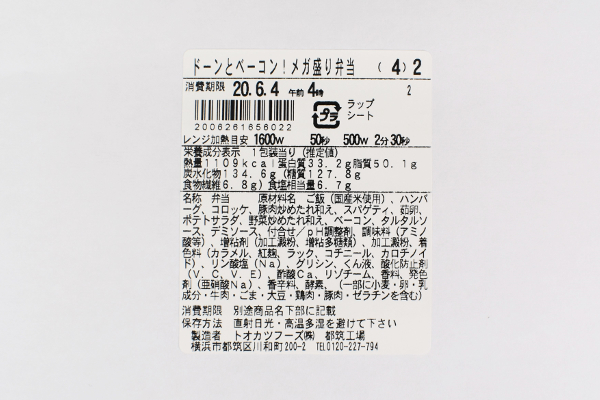 ドーンとベーコン!メガ盛り弁当 (4)2
消費期限 20.6.4 午前 4時 2
2006261656022
プラ ラップ
シート
レンジ加熱目安 1600W 50秒 500W 2分30秒
栄養成分表示 1包装当り(推定値)
熱量1109kcal蛋白質33.2g脂質50.1g
炭水化物134.6g(糖質127.8g
食物繊維6.8g)食塩相当量6.7g
名称 弁当 原材料名 ご飯(国産米使用)、ハンバ
ーグ、コロッケ、豚肉炒めたれ和え、スパゲティ、茹卵、
ポテトサラダ、野菜炒めたれ和え、ベーコン、タルタルソ
ース、デミソース、付合せ/pH調整剤、調味料(アミノ
酸等)、増粘剤(加工澱粉、増粘多糖類)、加工澱粉、着
色料(カラメル、紅麹、ラック、コチニール、カロチノイ
ド)、リン酸塩(Na)、グリシン、くん液、酸化防止剤
(V.C、V.E)、酢酸Ca、リゾチーム、香料、発色
剤(亜硝酸Na)、香辛料、酵素、(一部に小麦・卵・乳
成分・牛肉・ごま・大豆・鶏肉・豚肉・ゼラチンを含む)
消費期限 別途商品名下部に記載
保存方法 直射日光・高温多湿を避けて下さい
製造者 トオカツフーズ㈱ 都筑工場
横浜市都筑区川和町200-2 TEL0120-227-794